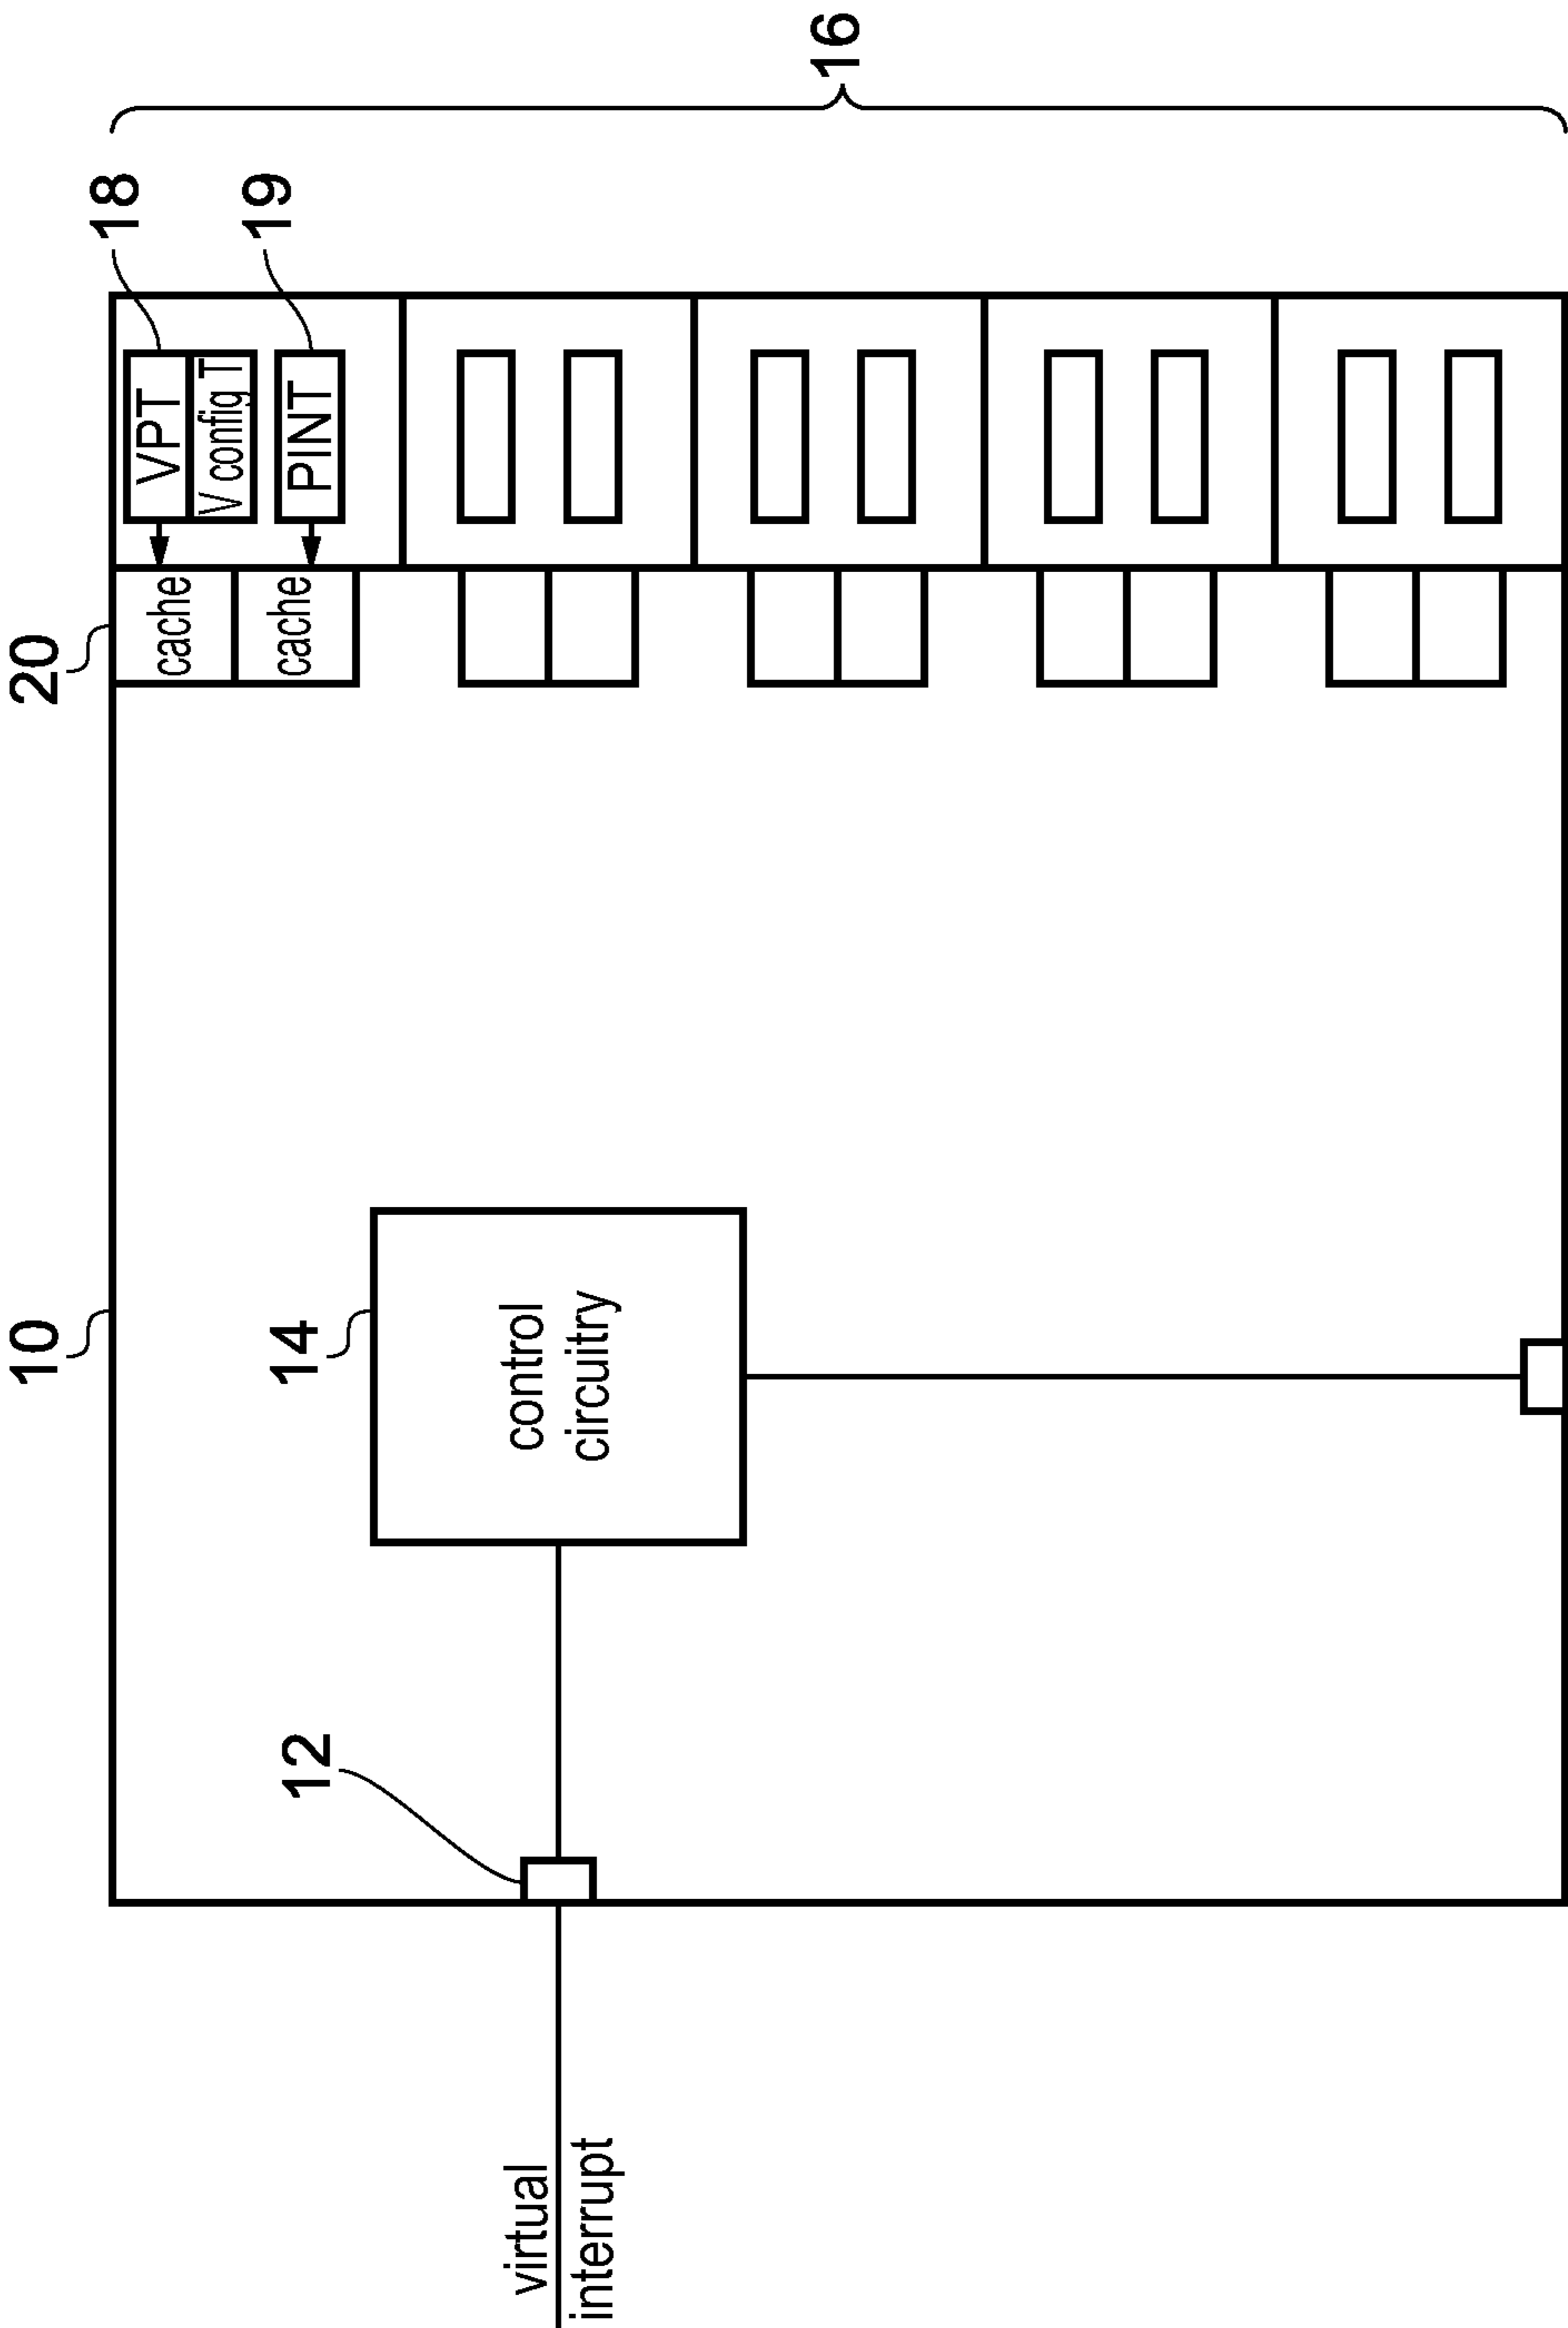 10
20
18
cache
VPT
V config T
19
12
14
cache
PINT
virtual
interrupt
control
circuitry
16